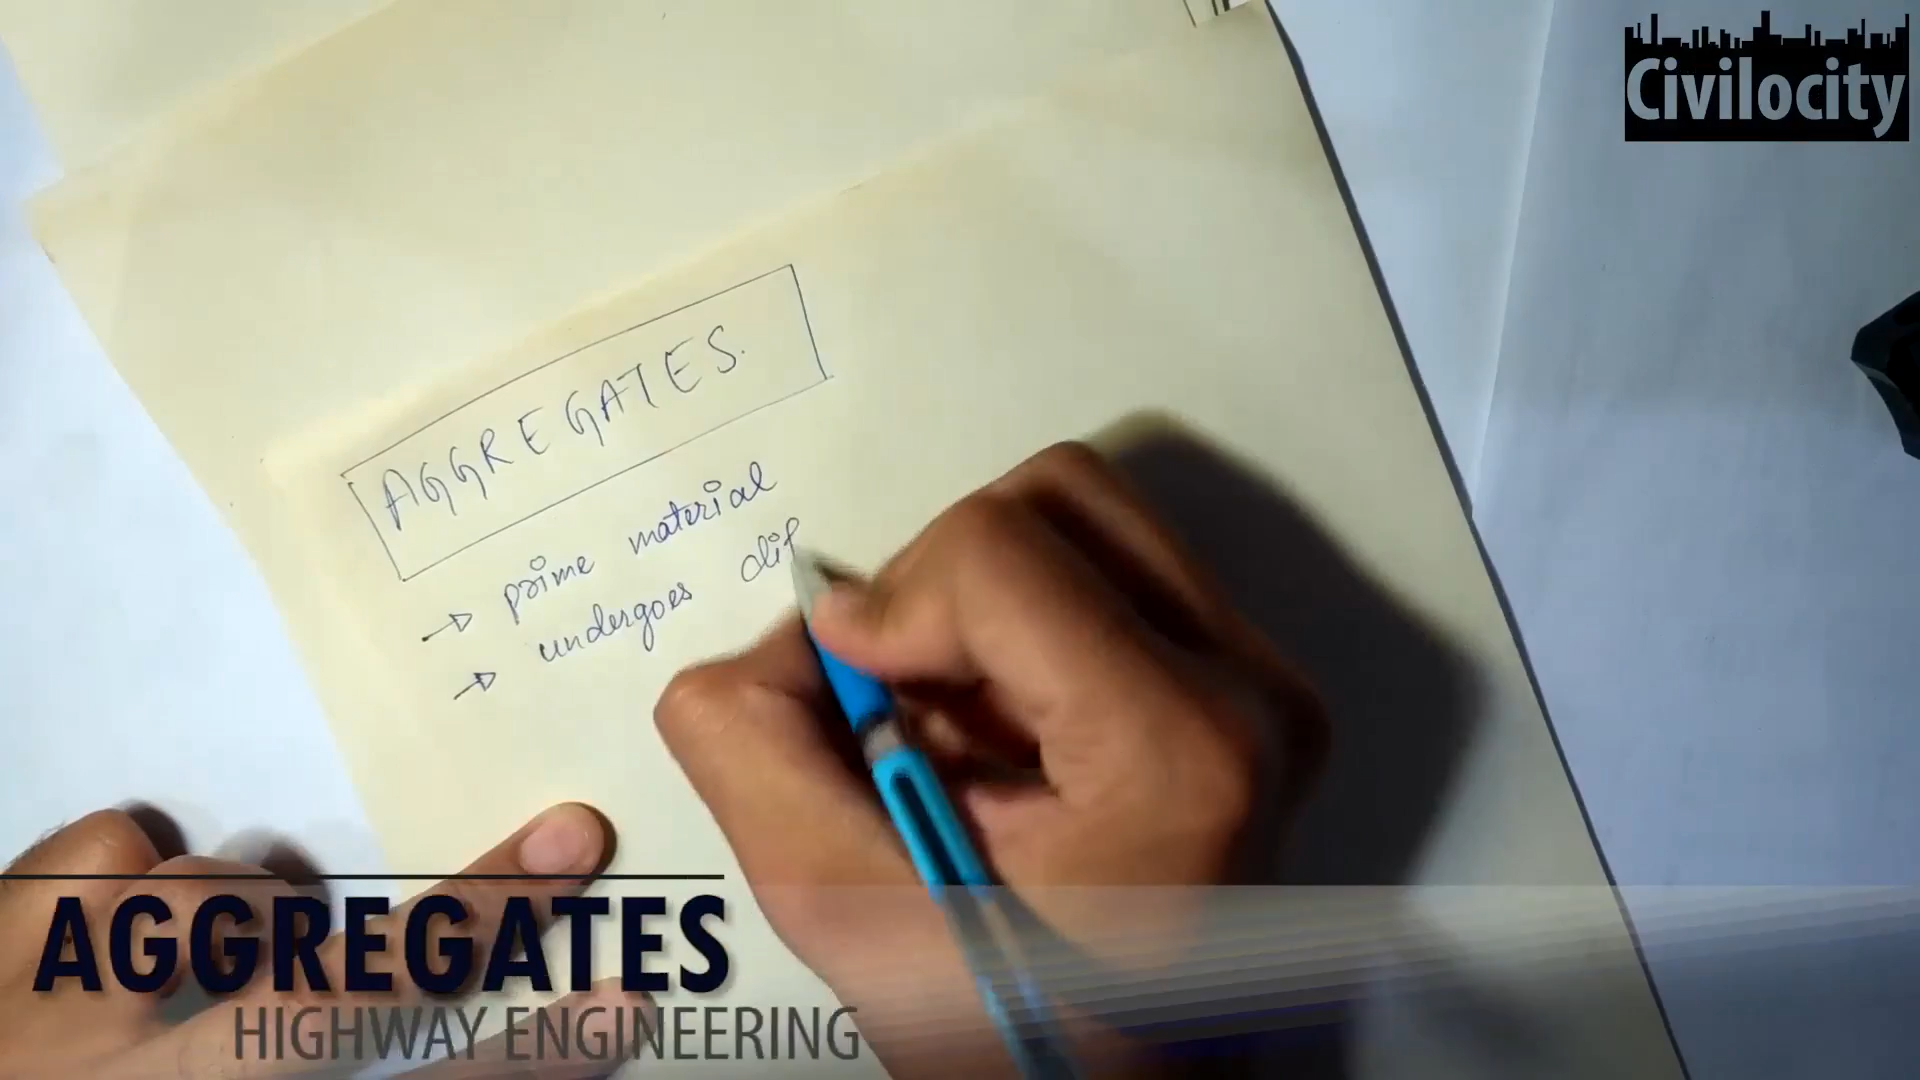 Civilocity
AGGREGATES.
→ prime material
→ undergoes dif
AGGREGATES
HIGHWAY ENGINEERING